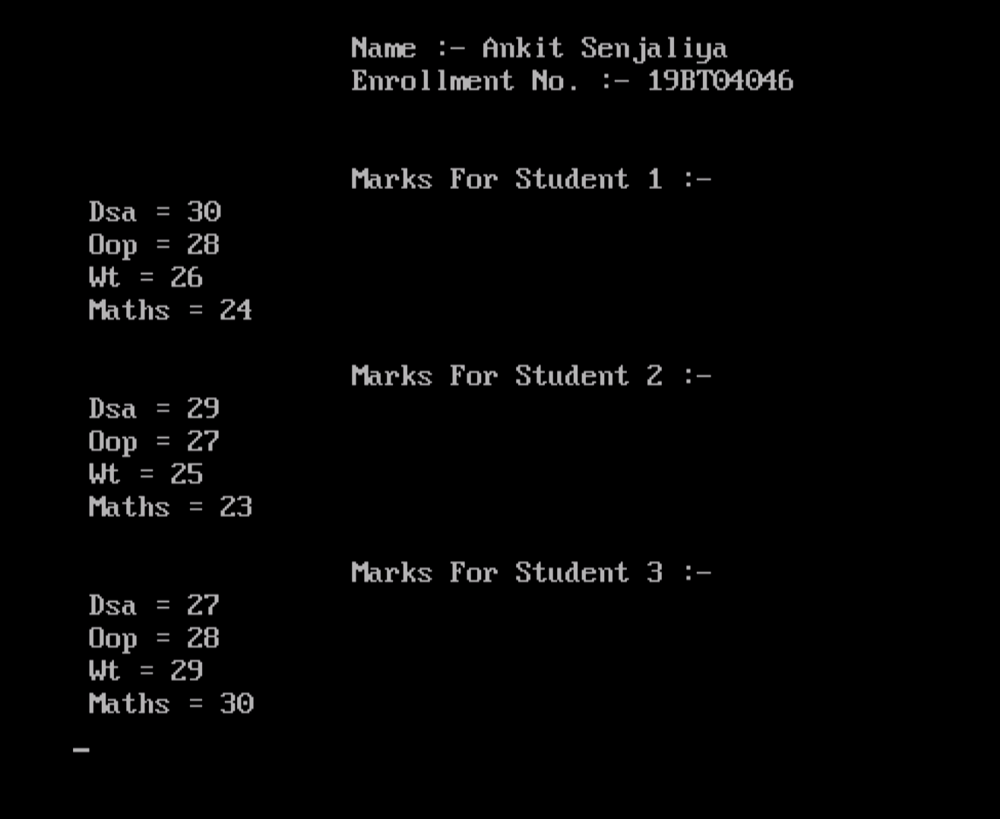 Name :- Ankit Senjaliya
Enrollment No. :- 19BT04046
Marks For Student 1 :-
Dsa = 30
Oop = 28
Wt = 26
Maths = 24
Marks For Student 2 :-
Dsa = 29
Oop = 27
Wt = 25
Maths = 23
Marks For Student 3 :-
Dsa = 27
Oop = 28
Wt = 29
Maths = 30